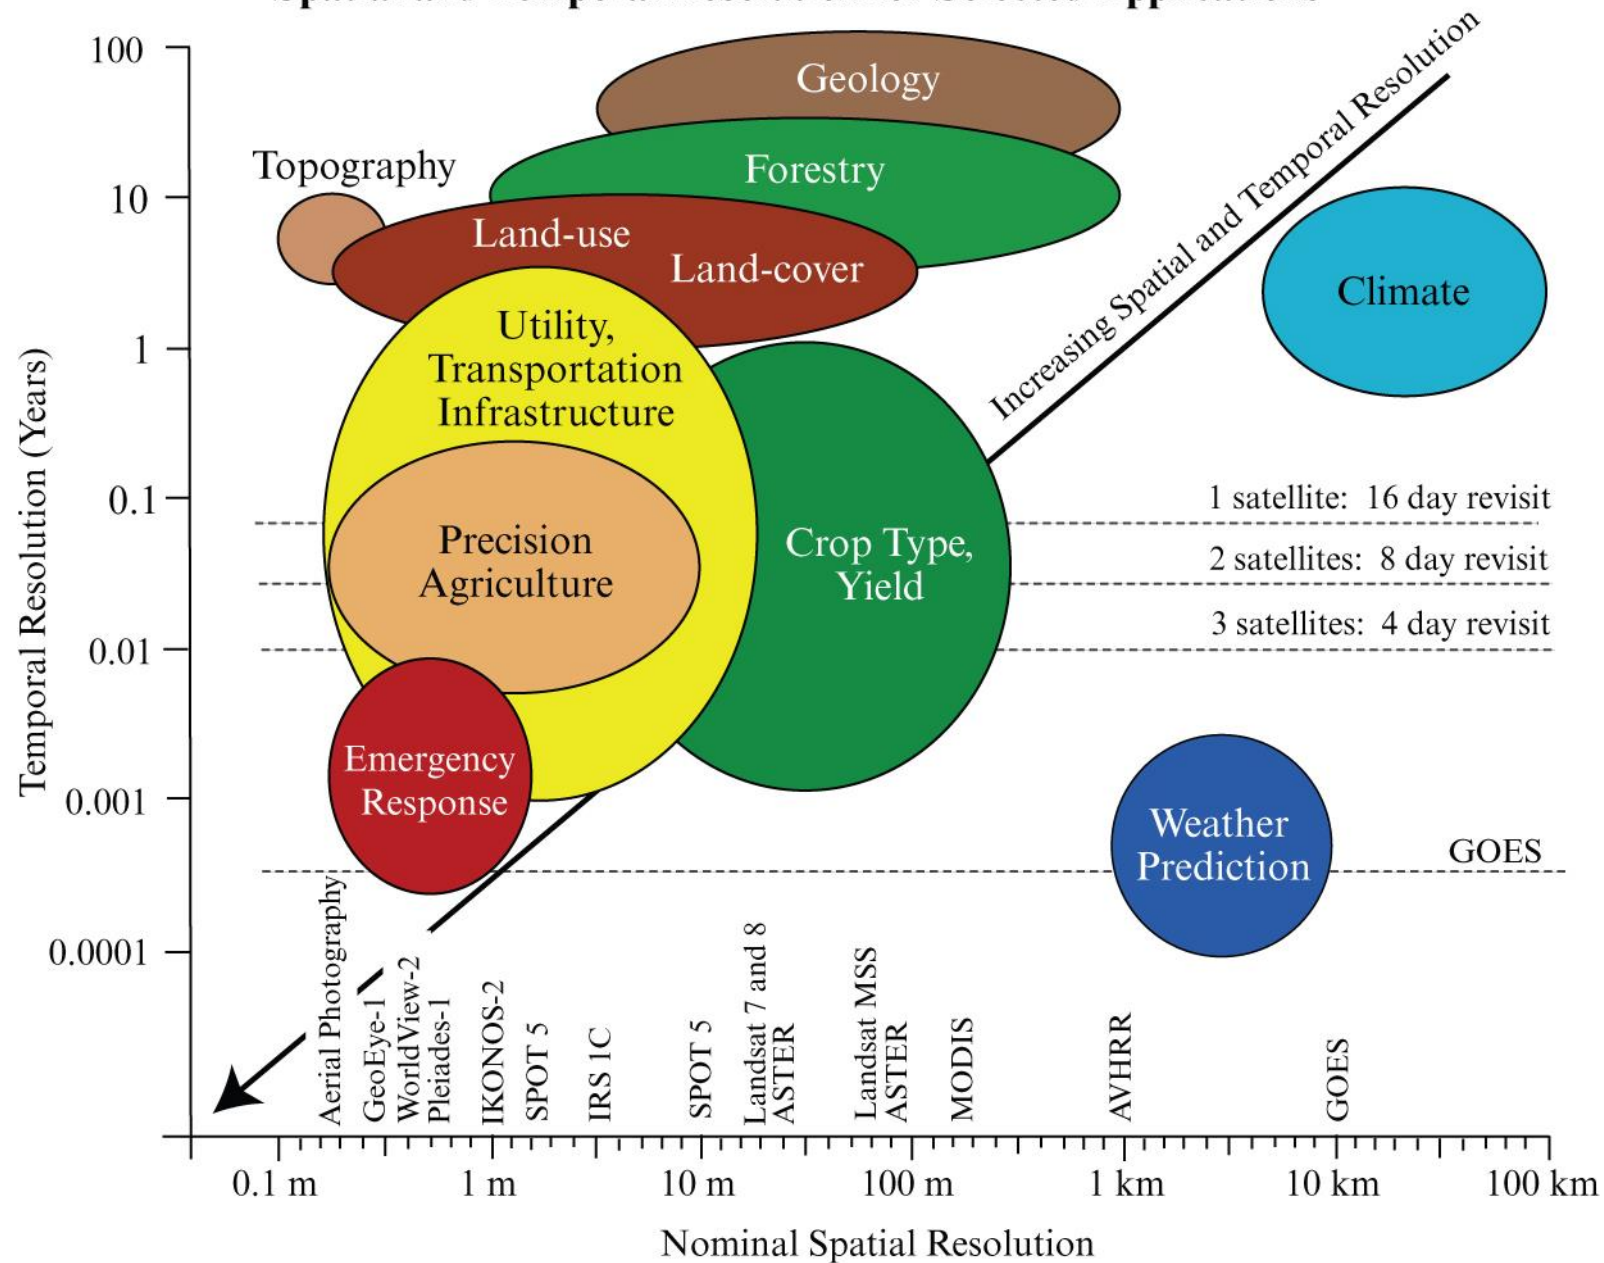 100
10
1
0.1
0.01
0.001
0.0001
Temporal Resolution (Years)
Geology
Forestry
Topography
Land-use
Land-cover
Utility,
Transportation
Infrastructure
Precision
Agriculture
Crop Type,
Yield
Emergency
Response
Increasing Spatial and Temporal Resolution
Climate
1 satellite: 16 day revisit
2 satellites: 8 day revisit
3 satellites: 4 day revisit
Weather
Prediction
GOES
Aerial Photography
GeoEye-1
WorldView-2
Pleiades-1
IKONOS-2
SPOT 5
IRS 1C
SPOT 5
Landsat 7 and 8
ASTER
Landsat MSS
ASTER
MODIS
AVHRR
GOES
0.1 m
1 m
10 m
100 m
1 km
10 km
100 km
Nominal Spatial Resolution